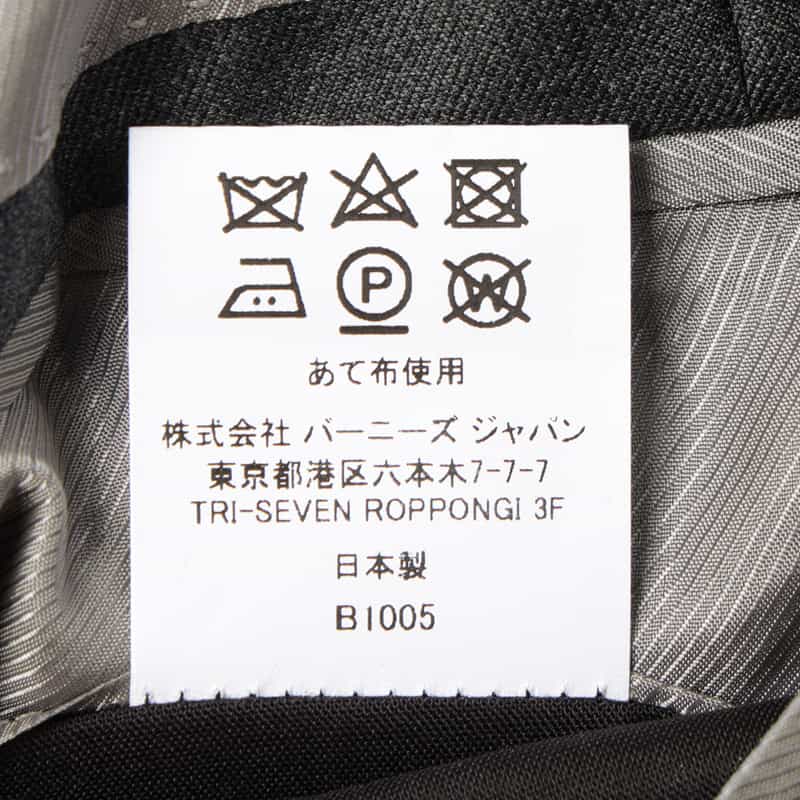 P
W
あて布使用
株式会社 バーニーズ ジャパン
東京都港区六本木7-7-7
TRI-SEVEN ROPPONGI 3F
日本製
B1005